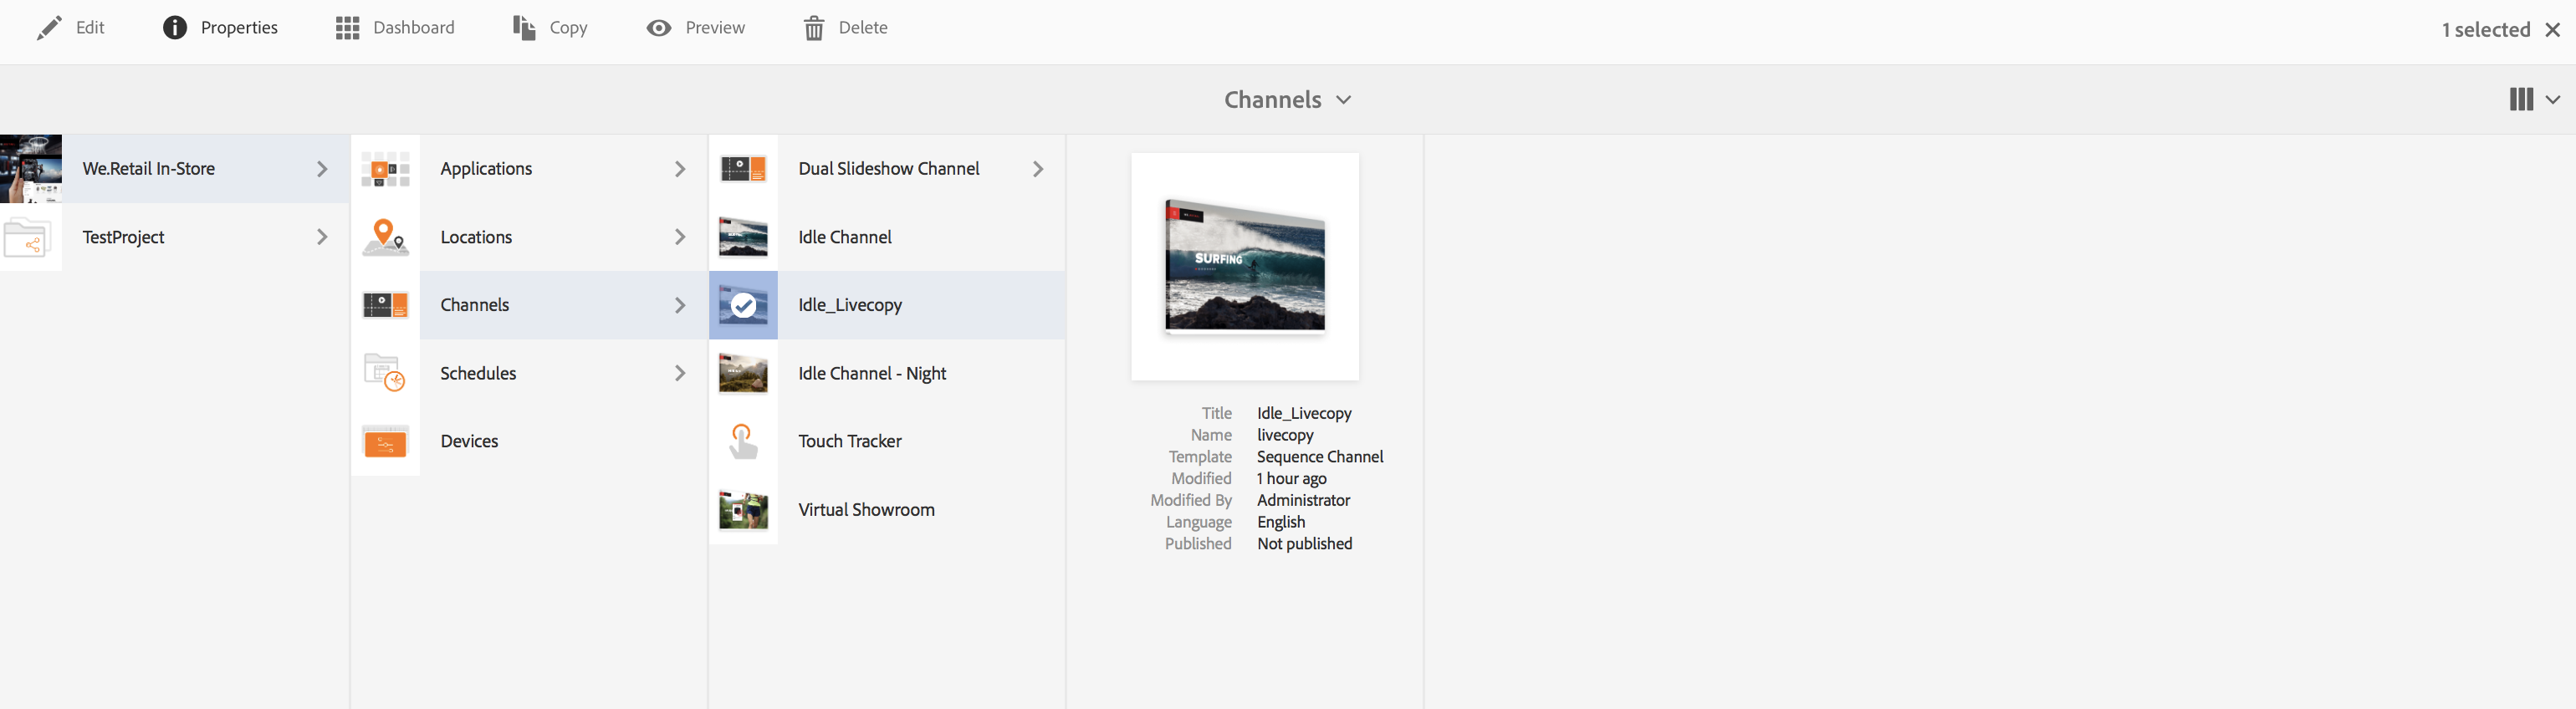 Edit Properties Dashboard Copy Preview Delete 1 selected
Channels
We.Retail In-Store
TestProject
Applications
Locations
Channels
Schedules
Devices
Dual Slideshow Channel
Idle Channel
Idle_Livecopy
Idle Channel - Night
Touch Tracker
Virtual Showroom
SURFING
Title Idle_Livecopy
Name livecopy
Template Sequence Channel
Modified 1 hour ago
Modified By Administrator
Language English
Published Not published